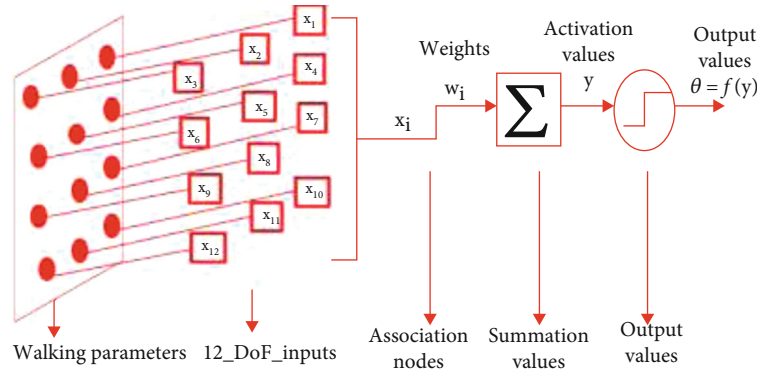 x₁
x₂
x₃
x₄
x₅
x₆
x₇
x₈
x₉
x₁₀
x₁₁
x₁₂
xᵢ
Weights
wᵢ
Σ
Activation
values
y
Output
values
θ = f(y)
Walking parameters
12_DoF_inputs
Association
nodes
Summation
values
Output
values